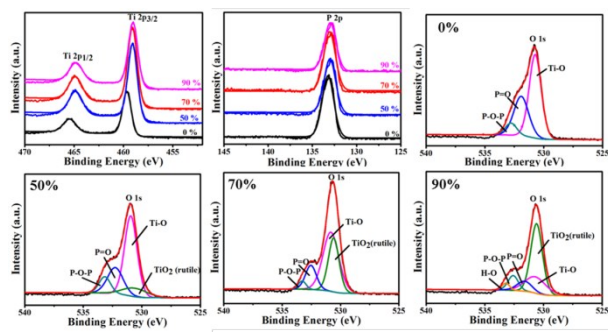 Ti 2p3/2
Ti 2p1/2
90 %
70 %
50 %
0 %
Intensity (a.u.)
470 465 460 455
Binding Energy (eV)
P 2p
90 %
70 %
50 %
0 %
Intensity (a.u.)
145 140 135 130 125
Binding Energy (eV)
0%
O 1s
Ti-O
P=O
P-O-P
Intensity (a.u.)
540 535 530 525
Binding Energy (eV)
50%
O 1s
Ti-O
P=O
P-O-P
TiO2 (rutile)
Intensity (a.u.)
540 535 530 525
Binding Energy (eV)
70%
O 1s
Ti-O
P=O
TiO2(rutile)
P-O-P
Intensity (a.u.)
540 535 530 525
Binding Energy (eV)
90%
O 1s
TiO2(rutile)
P=O
P-O-P
H-O
Ti-O
Intensity (a.u.)
540 535 530 525
Binding Energy (eV)